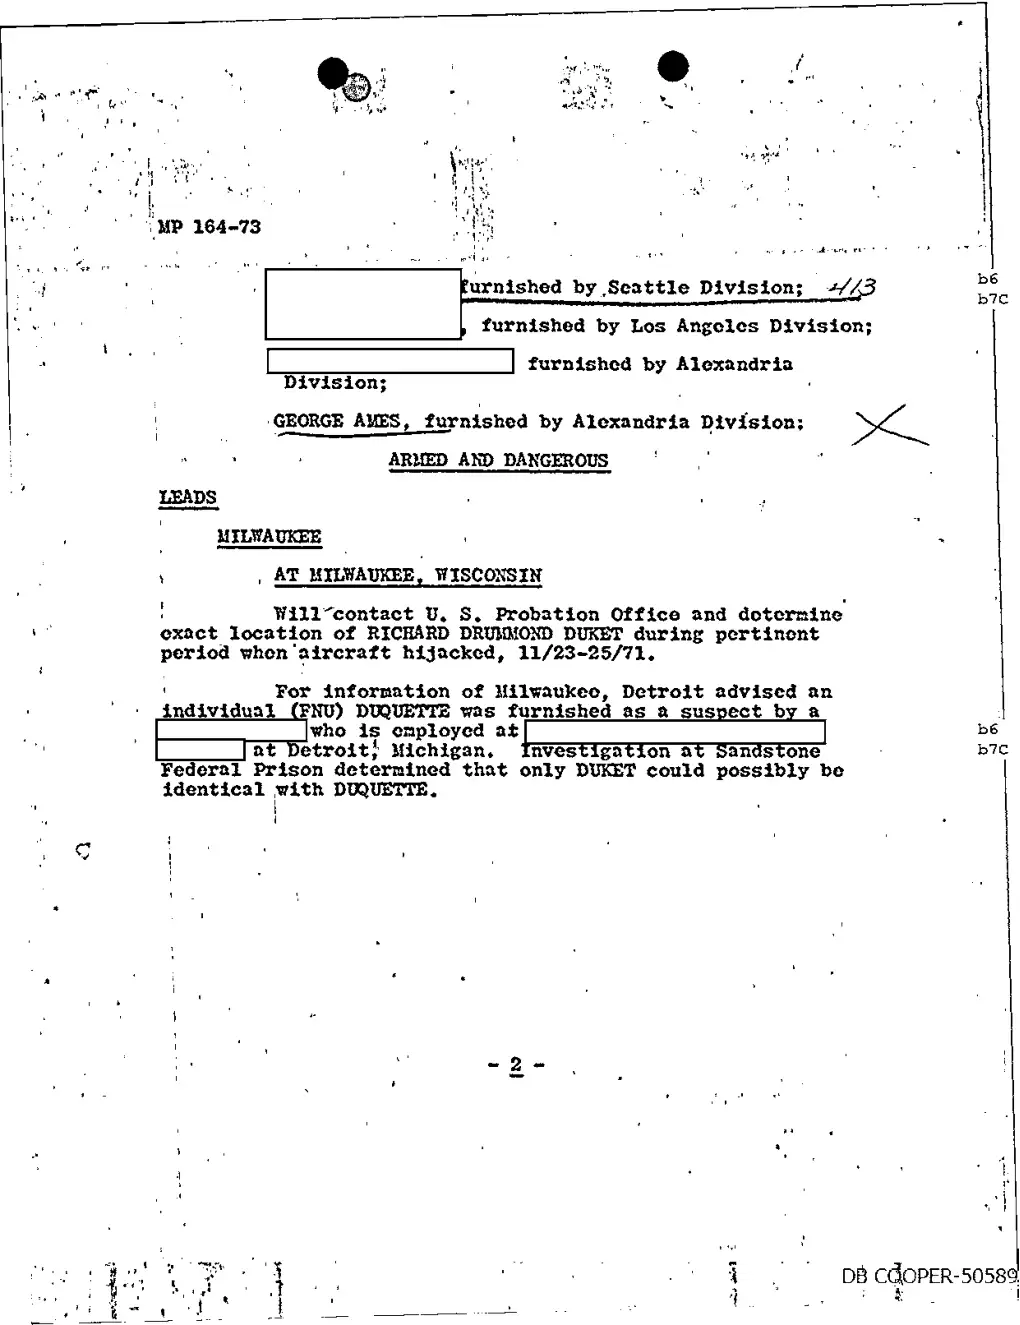 MP 164-73
furnished by Seattle Division; 413
b6
b7C
, furnished by Los Angeles Division;
furnished by Alexandria
Division;
GEORGE AMES, furnished by Alexandria Division;
ARMED AND DANGEROUS
LEADS
MILWAUKEE
AT MILWAUKEE, WISCONSIN
Will contact U. S. Probation Office and determine
exact location of RICHARD DRUMMOND DUKET during pertinent
period when aircraft hijacked, 11/23-25/71.
For information of Milwaukee, Detroit advised an
individual (FNU) DUQUETTE was furnished as a suspect by a
who is employed at
b6
at Detroit, Michigan. Investigation at Sandstone
b7C
Federal Prison determined that only DUKET could possibly be
identical with DUQUETTE.
- 2 -
DB COOPER-50589